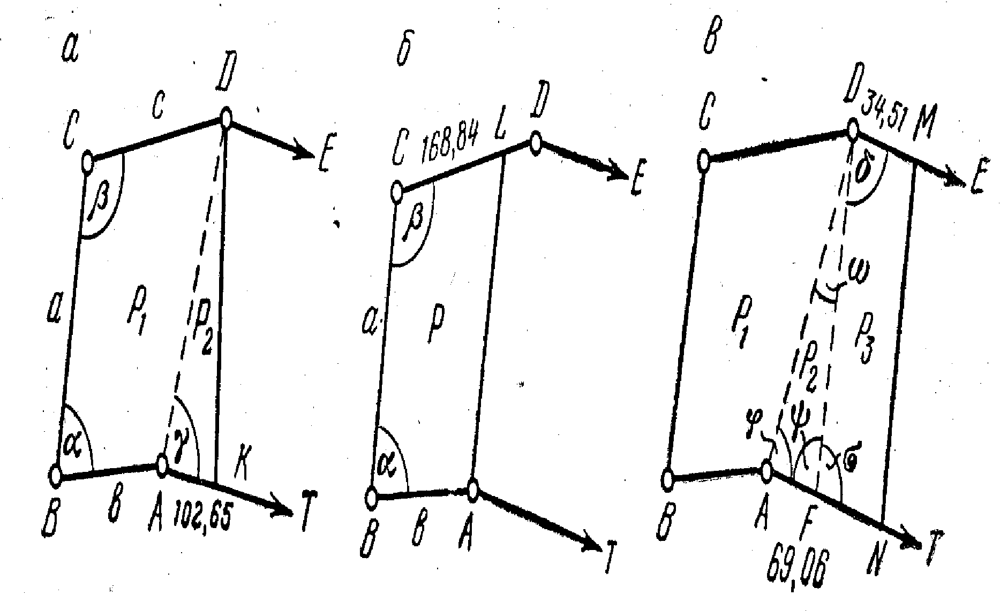 а
C
c
D
E
β
a
P₁
P₂
α
γ
B
в
A
102,65
K
T
б
C
168,84
L
D
E
β
a
P
α
B
в
A
T
в
C
D
34,51
M
E
δ
ω
P₁
P₂
P₃
φ
ψ
σ
B
A
F
69,06
N
T